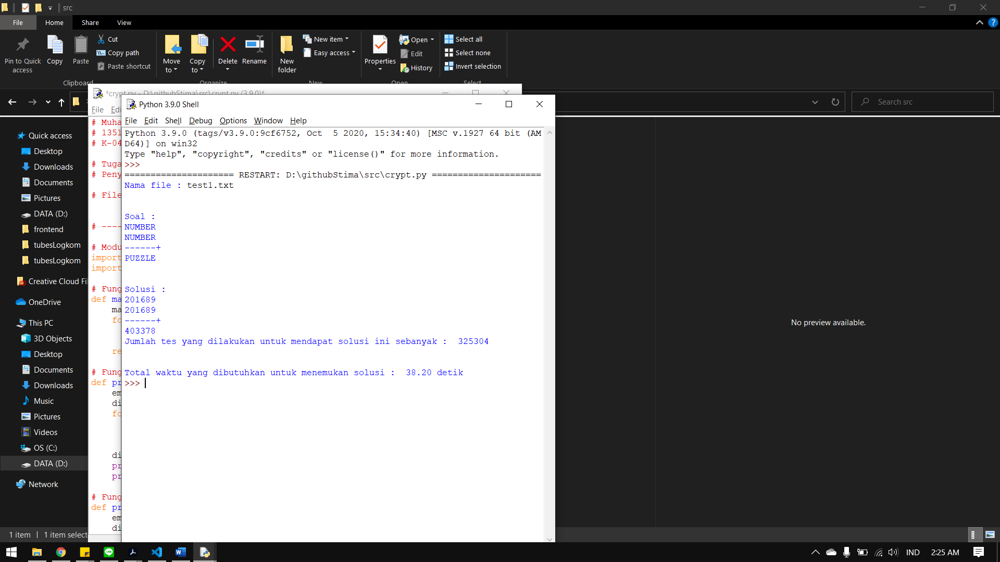 src
File
Home
Share
View
Pin to Quick access
Copy
Paste
Cut
Copy path
Paste shortcut
Clipboard
Move to
Copy to
Delete
Rename
Organize
New folder
New item
Easy access
New
Properties
Open
Edit
History
Open
Select all
Select none
Invert selection
Select
Search src
*crypt.py - D:\githubStima\src\crypt.py (3.9.0)*
File
Python 3.9.0 Shell
File Edit Shell Debug Options Window Help
Python 3.9.0 (tags/v3.9.0:9cf6752, Oct  5 2020, 15:34:40) [MSC v.1927 64 bit (AM
D64)] on win32
Type "help", "copyright", "credits" or "license()" for more information.
>>>
===================== RESTART: D:\githubStima\src\crypt.py =====================
Nama file : test1.txt
Soal :
NUMBER
NUMBER
------+
PUZZLE
Solusi :
201689
201689
------+
403378
Jumlah tes yang dilakukan untuk mendapat solusi ini sebanyak :  325304
Total waktu yang dibutuhkan untuk menemukan solusi :  38.20 detik
>>>
# Muha
# 1351
# K-04
# Tuga
# Peny
# File
# ----
# Modu
import
import
# Fung
def ma
ma
fo
re
# Fung
def pr
em
di
fo
di
pr
pr
# Fung
def pr
em
di
Quick access
Desktop
Downloads
Documents
Pictures
DATA (D:)
frontend
tubesLogkom
tubesLogkom
Creative Cloud Fi
OneDrive
This PC
3D Objects
Desktop
Documents
Downloads
Music
Pictures
Videos
OS (C:)
DATA (D:)
Network
No preview available.
1 item
1 item select
IND
2:25 AM